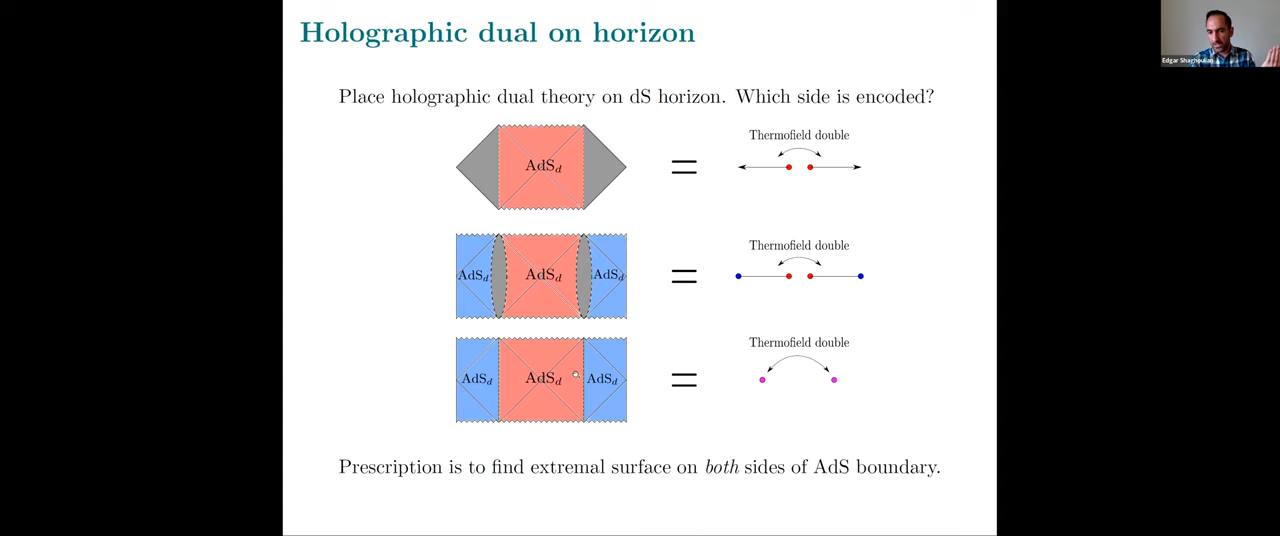 Holographic dual on horizon
Edgar Shaghoulian
Place holographic dual theory on dS horizon. Which side is encoded?
Thermofield double
AdSd
=
Thermofield double
AdSd AdSd AdSd
=
Thermofield double
AdSd AdSd AdSd
=
Prescription is to find extremal surface on both sides of AdS boundary.